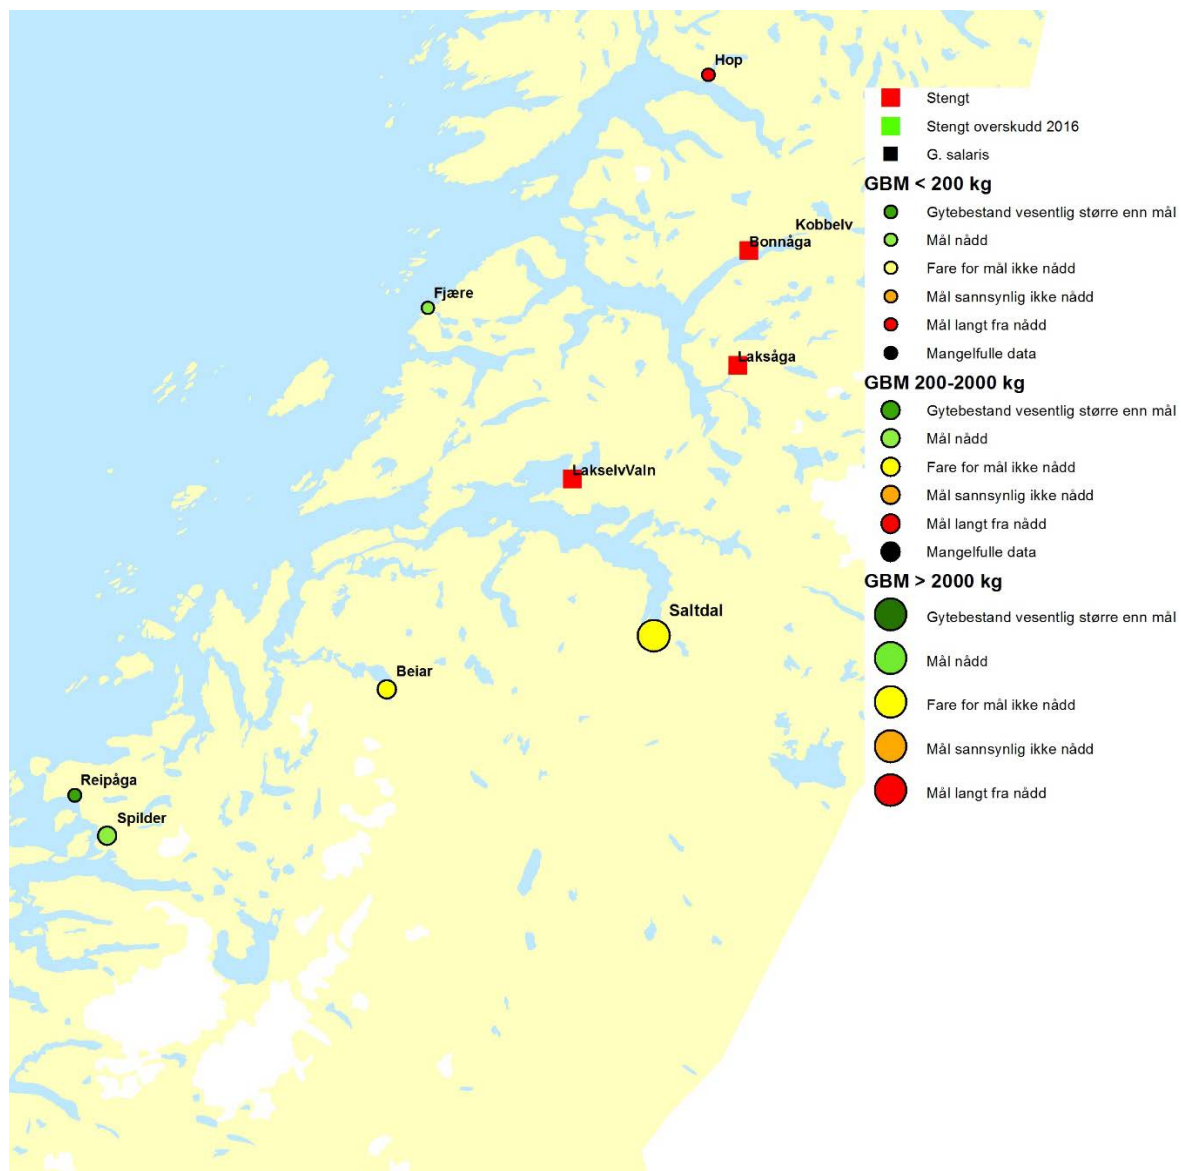 Hop
Stengt
Stengt overskudd 2016
G. salaris
GBM < 200 kg
Gytebestand vesentlig større enn mål
Mål nådd
Fare for mål ikke nådd
Mål sannsynlig ikke nådd
Mål langt fra nådd
Mangelfulle data
GBM 200-2000 kg
Gytebestand vesentlig større enn mål
Mål nådd
Fare for mål ikke nådd
Mål sannsynlig ikke nådd
Mål langt fra nådd
Mangelfulle data
GBM > 2000 kg
Gytebestand vesentlig større enn mål
Mål nådd
Fare for mål ikke nådd
Mål sannsynlig ikke nådd
Mål langt fra nådd
Kobbelv
Bonnåga
Fjære
Laksåga
LakselvValn
Saltdal
Beiar
Reipåga
Spilder